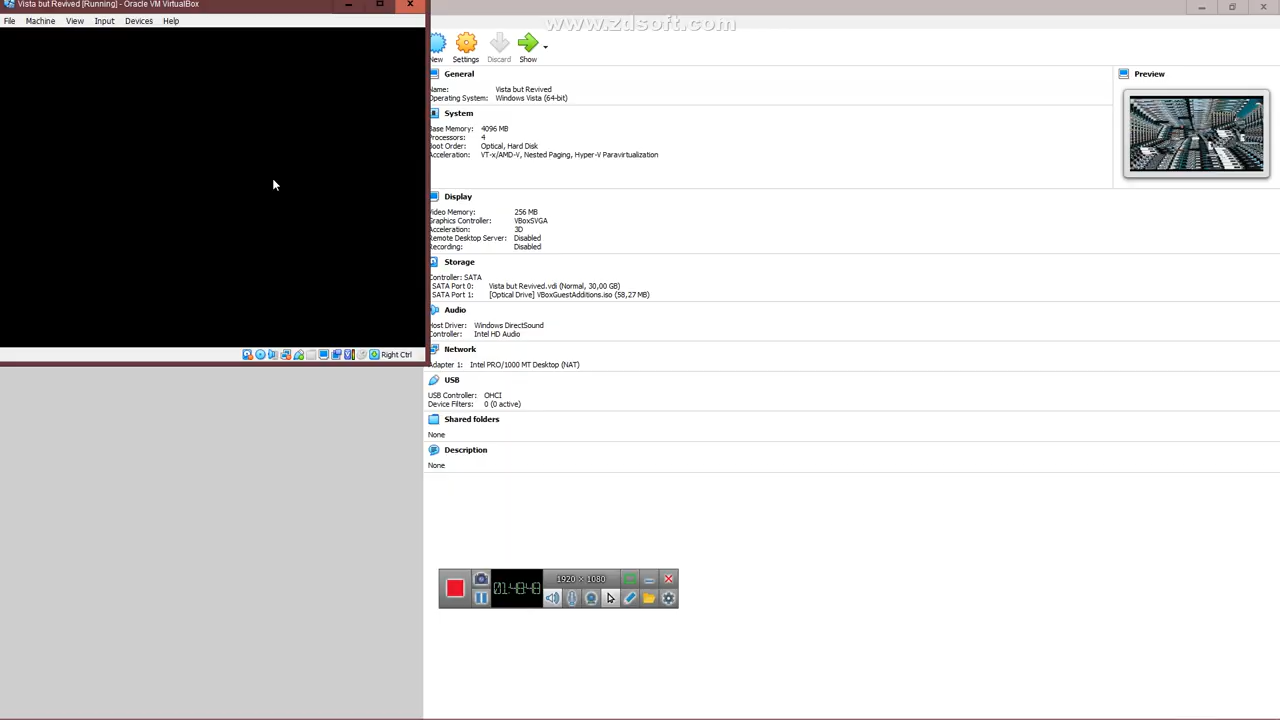 Vista but Revived [Running] - Oracle VM VirtualBox
File Machine View Input Devices Help
www.zdsoft.com
New Settings Discard Show
General
Name: Vista but Revived
Operating System: Windows Vista (64-bit)
System
Base Memory: 4096 MB
Processors: 4
Boot Order: Optical, Hard Disk
Acceleration: VT-x/AMD-V, Nested Paging, Hyper-V Paravirtualization
Preview
Display
Video Memory: 256 MB
Graphics Controller: VBoxSVGA
Acceleration: 3D
Remote Desktop Server: Disabled
Recording: Disabled
Storage
Controller: SATA
SATA Port 0: Vista but Revived.vdi (Normal, 30,00 GB)
SATA Port 1: [Optical Drive] VBoxGuestAdditions.iso (58,27 MB)
Audio
Host Driver: Windows DirectSound
Controller: Intel HD Audio
Network
Adapter 1: Intel PRO/1000 MT Desktop (NAT)
USB
USB Controller: OHCI
Device Filters: 0 (0 active)
Shared folders
None
Description
None
Right Ctrl
01:48:48
1920 × 1080